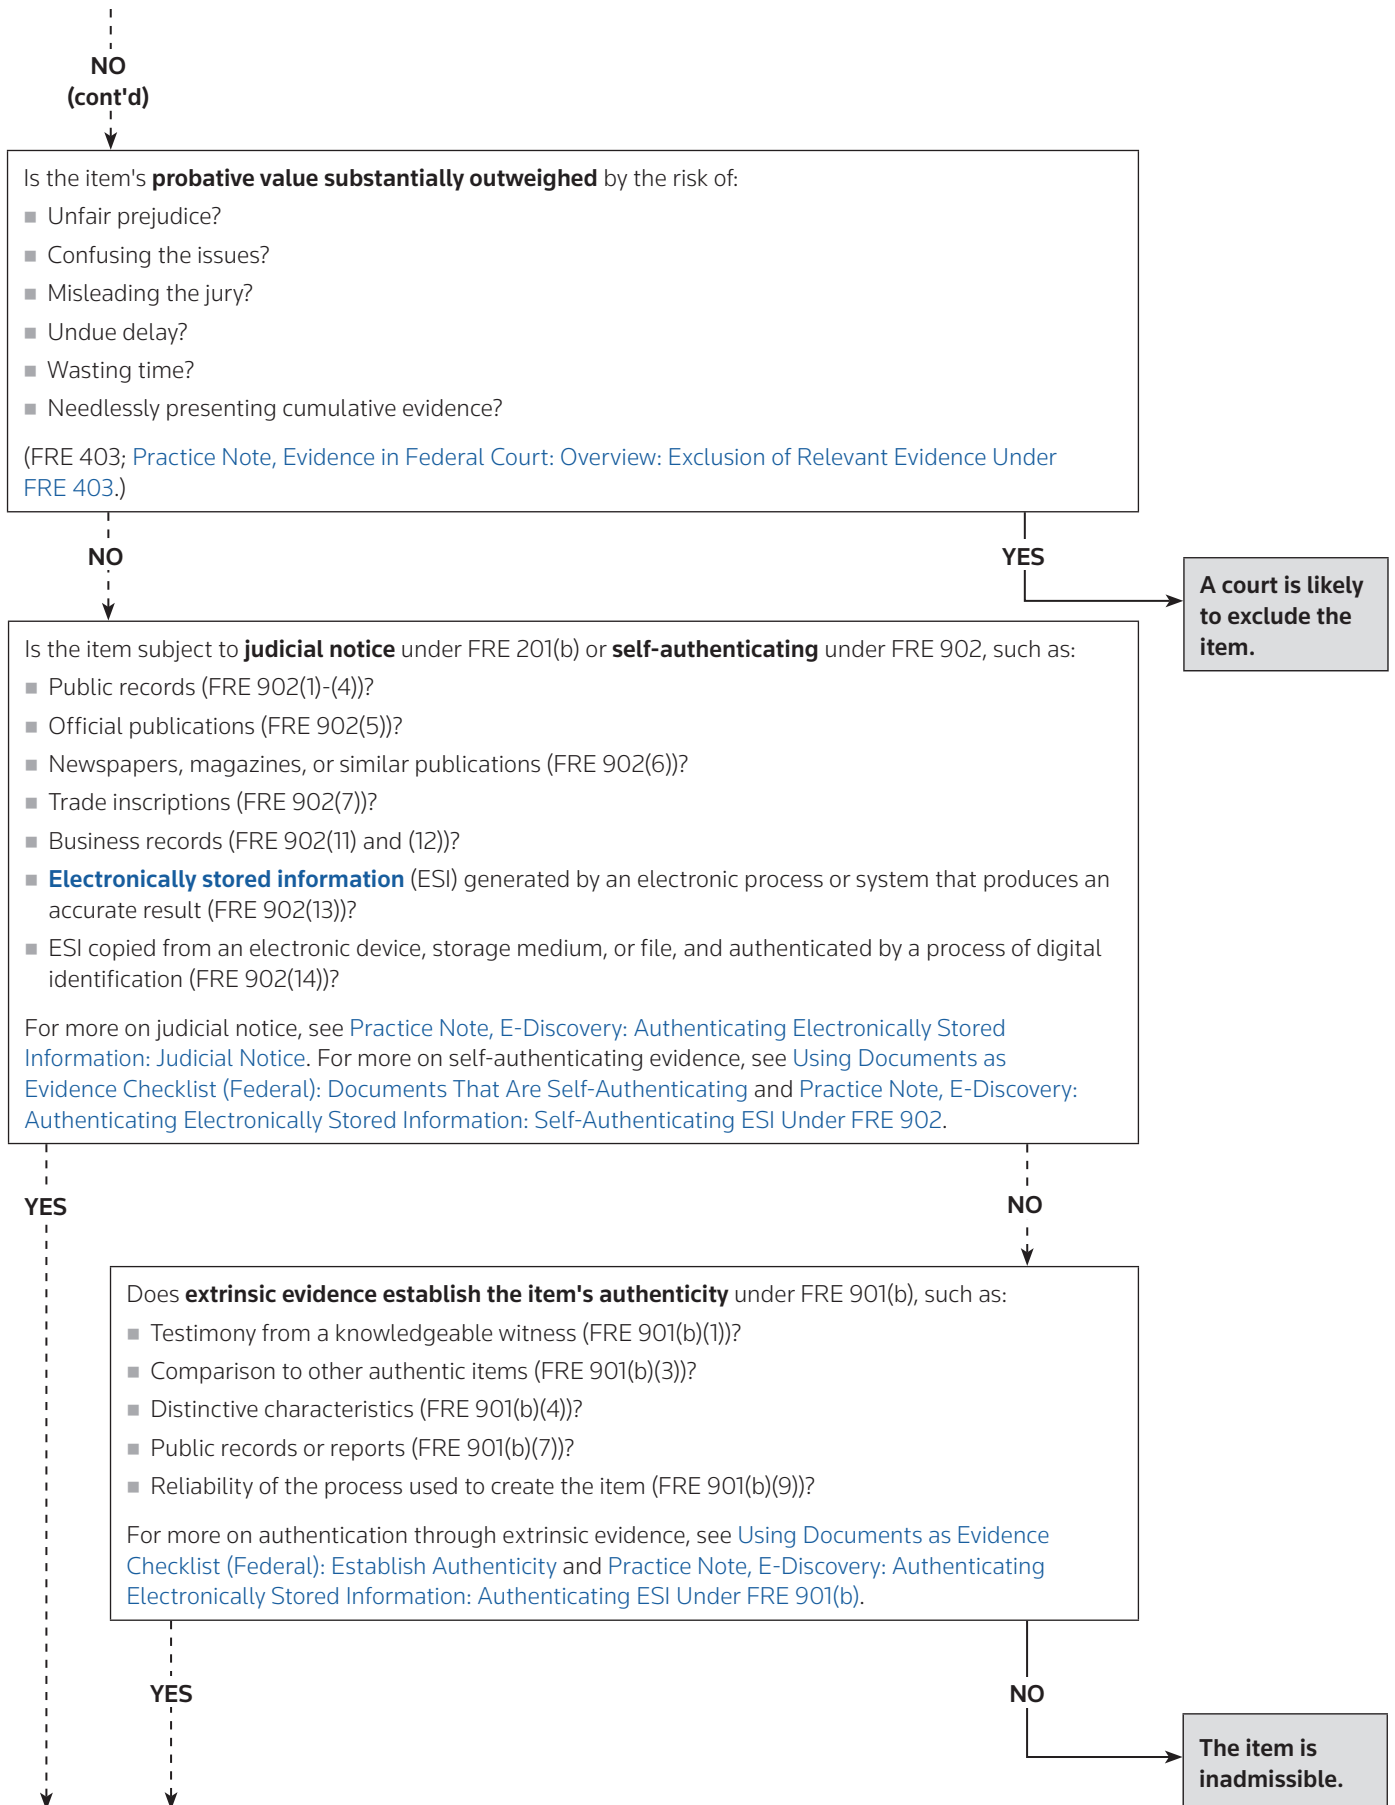 NO
(cont'd)
Is the item's probative value substantially outweighed by the risk of:
■ Unfair prejudice?
■ Confusing the issues?
■ Misleading the jury?
■ Undue delay?
■ Wasting time?
■ Needlessly presenting cumulative evidence?
(FRE 403; Practice Note, Evidence in Federal Court: Overview: Exclusion of Relevant Evidence Under
FRE 403.)
NO
YES
A court is likely
to exclude the
item.
Is the item subject to judicial notice under FRE 201(b) or self-authenticating under FRE 902, such as:
■ Public records (FRE 902(1)-(4))?
■ Official publications (FRE 902(5))?
■ Newspapers, magazines, or similar publications (FRE 902(6))?
■ Trade inscriptions (FRE 902(7))?
■ Business records (FRE 902(11) and (12))?
■ Electronically stored information (ESI) generated by an electronic process or system that produces an
accurate result (FRE 902(13))?
■ ESI copied from an electronic device, storage medium, or file, and authenticated by a process of digital
identification (FRE 902(14))?
For more on judicial notice, see Practice Note, E-Discovery: Authenticating Electronically Stored
Information: Judicial Notice. For more on self-authenticating evidence, see Using Documents as
Evidence Checklist (Federal): Documents That Are Self-Authenticating and Practice Note, E-Discovery:
Authenticating Electronically Stored Information: Self-Authenticating ESI Under FRE 902.
YES
NO
Does extrinsic evidence establish the item's authenticity under FRE 901(b), such as:
■ Testimony from a knowledgeable witness (FRE 901(b)(1))?
■ Comparison to other authentic items (FRE 901(b)(3))?
■ Distinctive characteristics (FRE 901(b)(4))?
■ Public records or reports (FRE 901(b)(7))?
■ Reliability of the process used to create the item (FRE 901(b)(9))?
For more on authentication through extrinsic evidence, see Using Documents as Evidence
Checklist (Federal): Establish Authenticity and Practice Note, E-Discovery: Authenticating
Electronically Stored Information: Authenticating ESI Under FRE 901(b).
YES
NO
The item is
inadmissible.